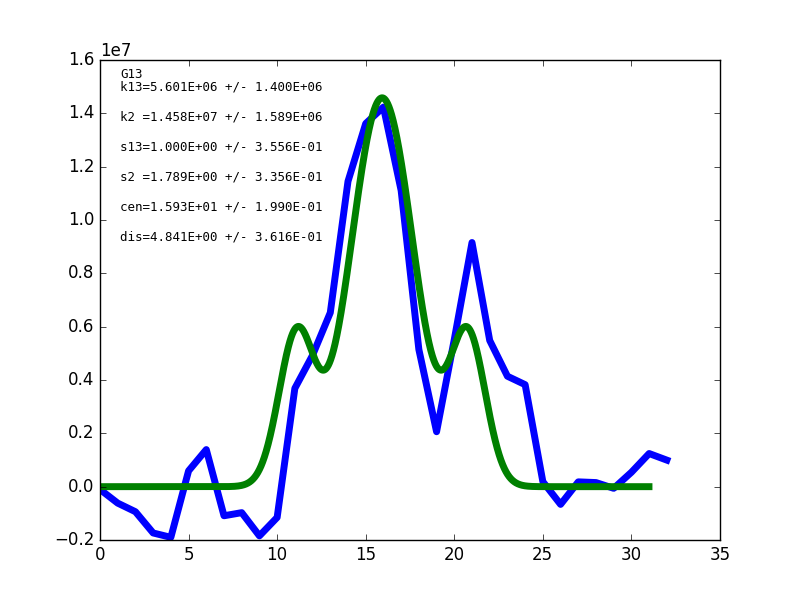 1e7
G13
k13=5.601E+06 +/- 1.400E+06
k2 =1.458E+07 +/- 1.589E+06
s13=1.000E+00 +/- 3.556E-01
s2 =1.789E+00 +/- 3.356E-01
cen=1.593E+01 +/- 1.990E-01
dis=4.841E+00 +/- 3.616E-01
1.6
1.4
1.2
1.0
0.8
0.6
0.4
0.2
0.0
−0.2
0 5 10 15 20 25 30 35